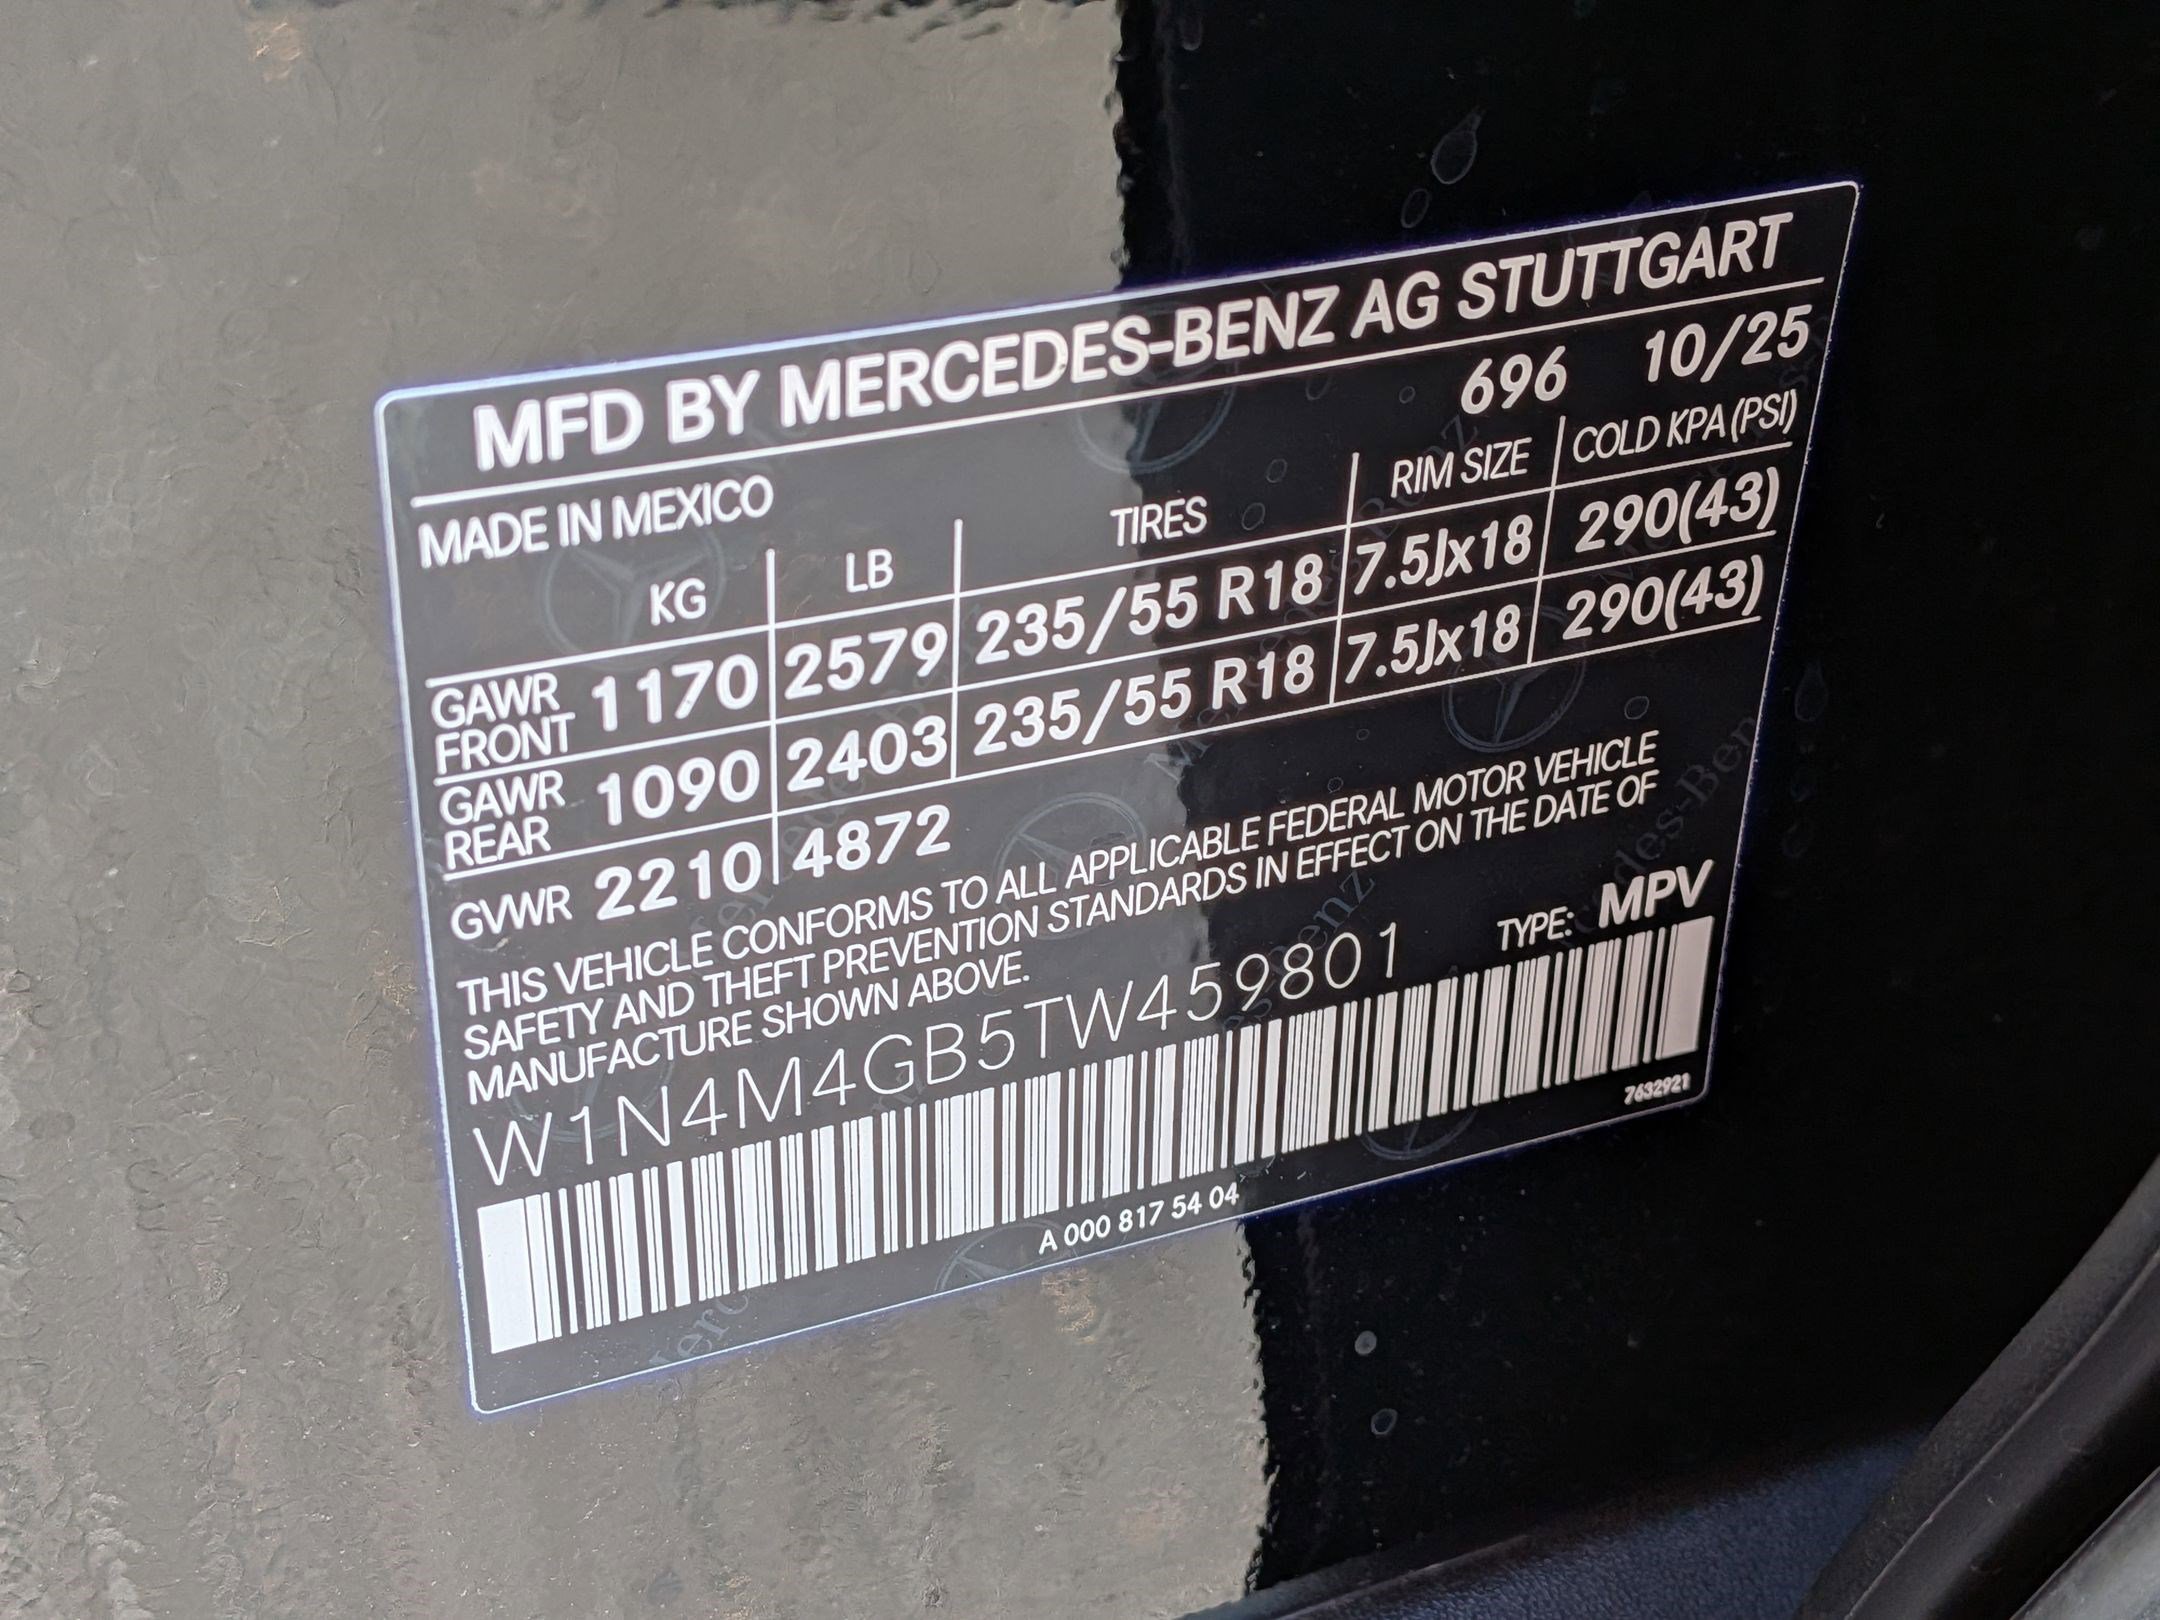 MFD BY MERCEDES-BENZ AG STUTTGART
MADE IN MEXICO 696 10/25
KG LB TIRES RIM SIZE COLD KPA (PSI)
GAWR FRONT 1170 2579 235/55 R18 7.5Jx18 290(43)
GAWR REAR 1090 2403 235/55 R18 7.5Jx18 290(43)
GVWR 2210 4872
THIS VEHICLE CONFORMS TO ALL APPLICABLE FEDERAL MOTOR VEHICLE
SAFETY AND THEFT PREVENTION STANDARDS IN EFFECT ON THE DATE OF
MANUFACTURE SHOWN ABOVE.
W1N4M4GB5TW459801 TYPE: MPV
7632921
A 000 817 54 04